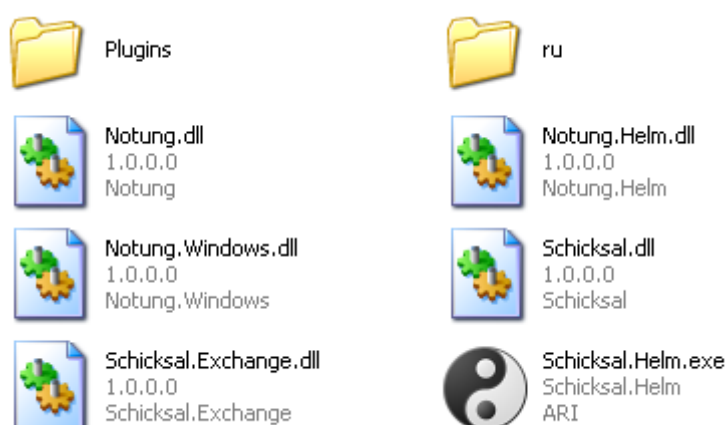 Plugins
ru
Notung.dll
1.0.0.0
Notung
Notung.Helm.dll
1.0.0.0
Notung.Helm
Notung.Windows.dll
1.0.0.0
Notung.Windows
Schicksal.dll
1.0.0.0
Schicksal
Schicksal.Exchange.dll
1.0.0.0
Schicksal.Exchange
Schicksal.Helm.exe
Schicksal.Helm
ARI